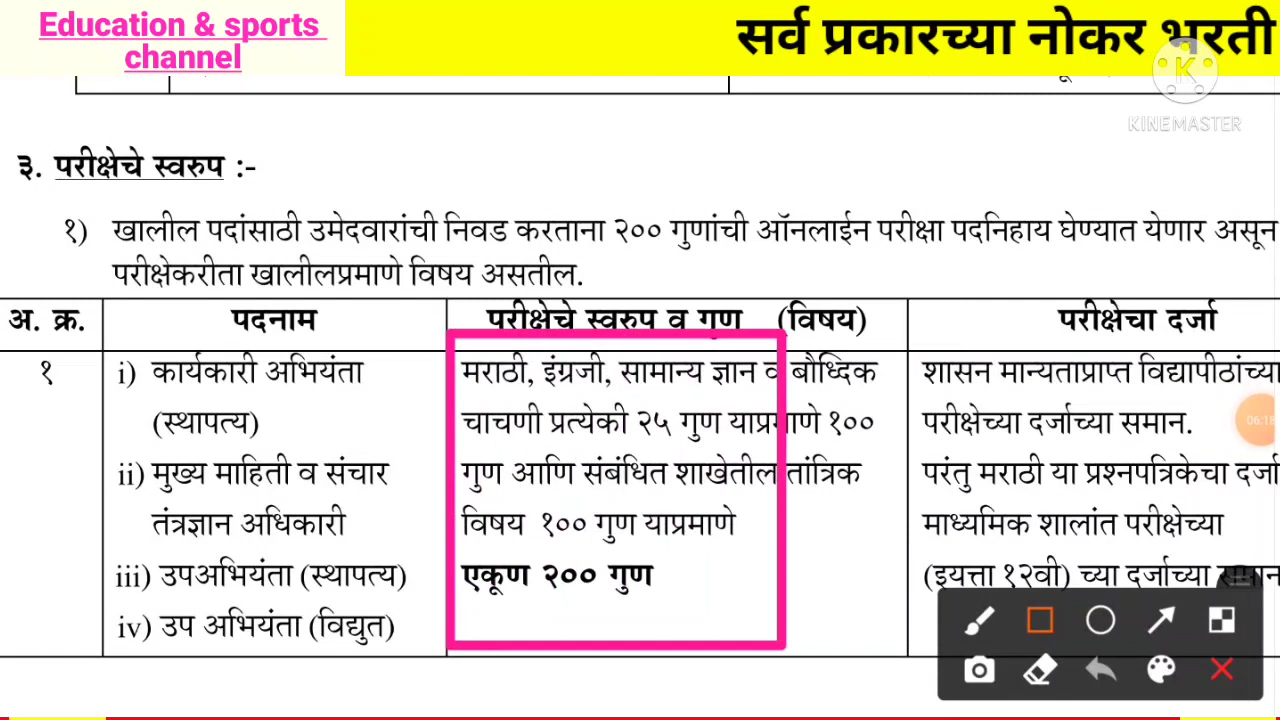 Education & sports
channel
सर्व प्रकारच्या नोकर भरती
KINEMASTER
३. परीक्षेचे स्वरुप :-
१) खालील पदांसाठी उमेदवारांची निवड करताना २०० गुणांची ऑनलाईन परीक्षा पदनिहाय घेण्यात येणार असून
परीक्षेकरीता खालीलप्रमाणे विषय असतील.
अ. क्र. पदनाम परीक्षेचे स्वरुप व गुण (विषय) परीक्षेचा दर्जा
१ i) कार्यकारी अभियंता मराठी, इंग्रजी, सामान्य ज्ञान व बौध्दिक शासन मान्यताप्राप्त विद्यापीठांच्या
(स्थापत्य) चाचणी प्रत्येकी २५ गुण याप्रमाणे १०० परीक्षेच्या दर्जाच्या समान.
06:18
ii) मुख्य माहिती व संचार गुण आणि संबंधित शाखेतील तांत्रिक परंतु मराठी या प्रश्नपत्रिकेचा दर्जा
तंत्रज्ञान अधिकारी विषय १०० गुण याप्रमाणे माध्यमिक शालांत परीक्षेच्या
iii) उपअभियंता (स्थापत्य) एकूण २०० गुण (इयत्ता १२वी) च्या दर्जाच्या समान
iv) उप अभियंता (विद्युत)